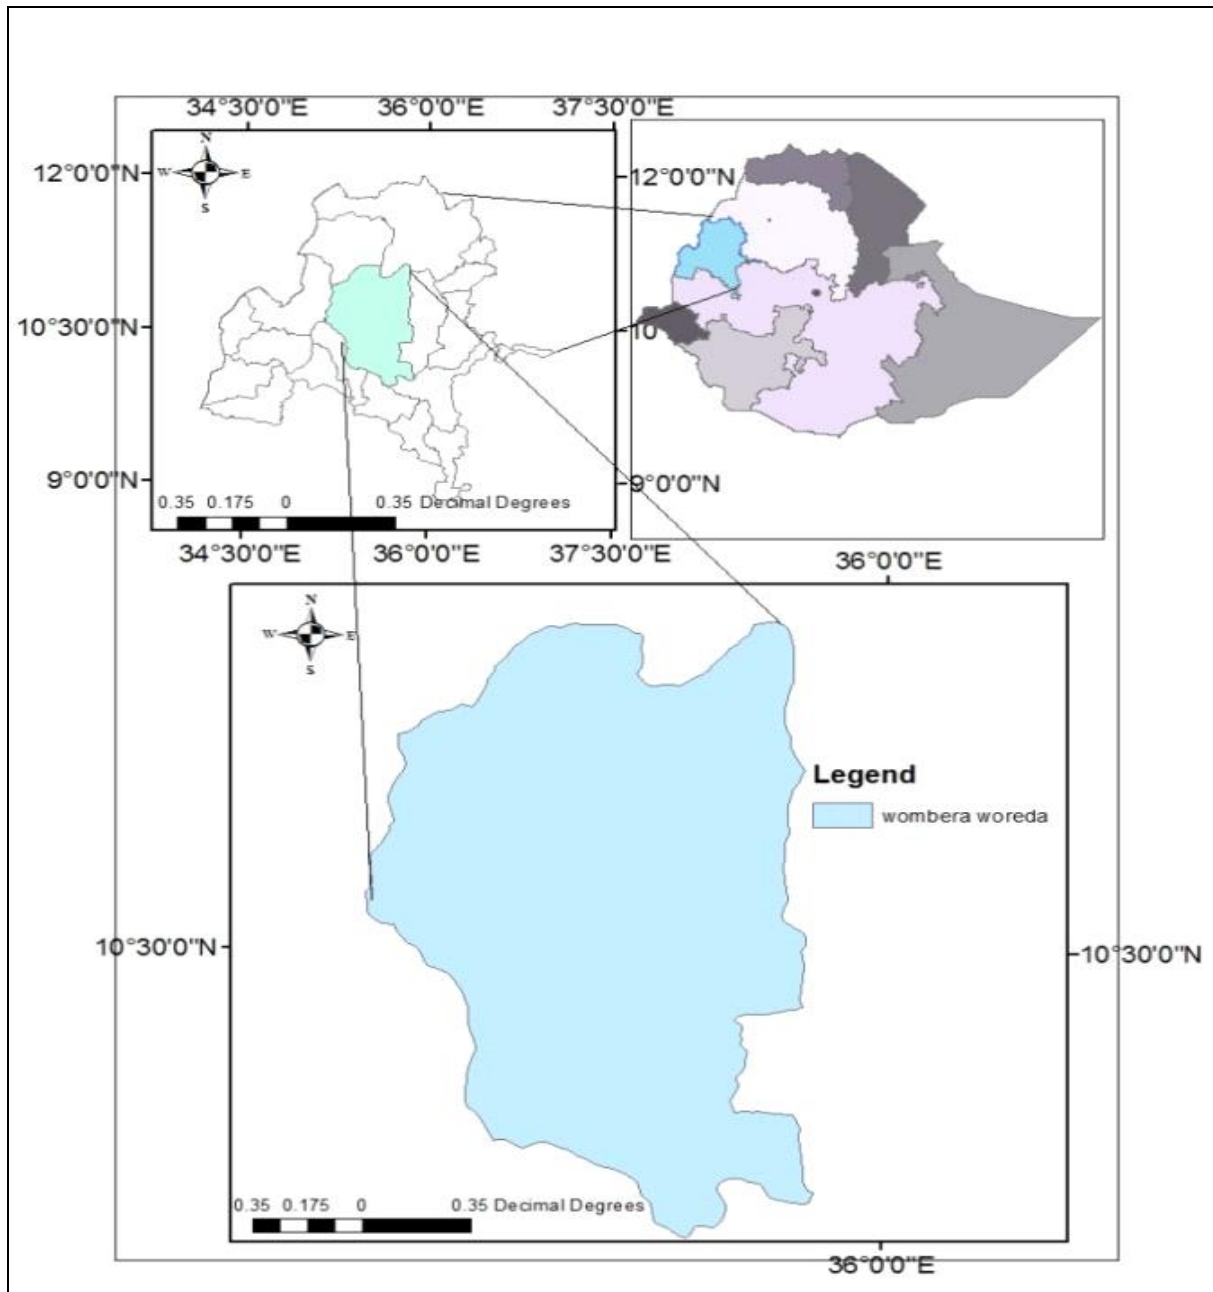 34°30'0"E 36°0'0"E 37°30'0"E
N
W E
S
12°0'0"N 12°0'0"N
10°30'0"N 10
9°0'0"N 9°0'0"N
0.35 0.175 0 0.35 Decimal Degrees
34°30'0"E 36°0'0"E 37°30'0"E
36°0'0"E
N
W E
S
Legend
wombera woreda
10°30'0"N 10°30'0"N
0.35 0.175 0 0.35 Decimal Degrees
36°0'0"E